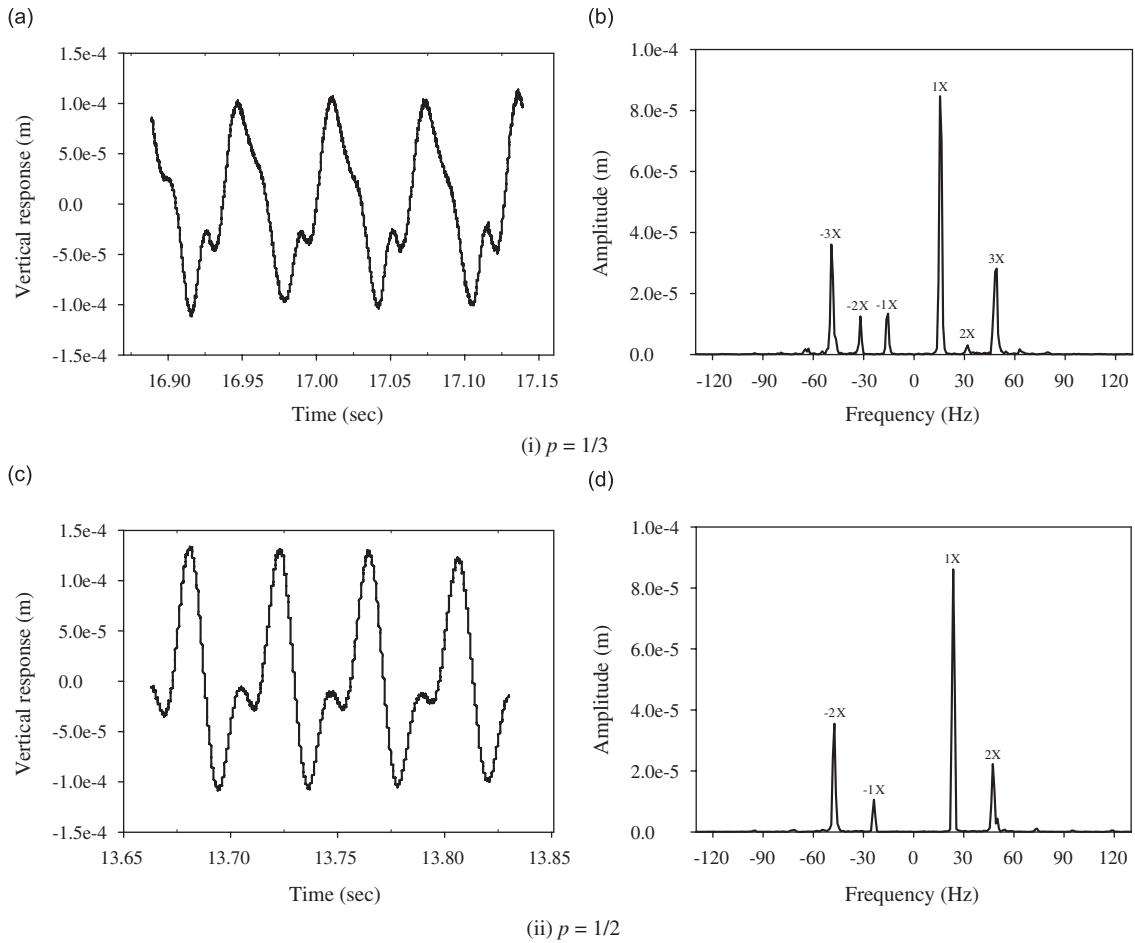 (a)
1.5e-4
1.0e-4
5.0e-5
0.0
-5.0e-5
-1.0e-4
-1.5e-4
Vertical response (m)
16.90 16.95 17.00 17.05 17.10 17.15
Time (sec)
(b)
1.0e-4
8.0e-5
6.0e-5
4.0e-5
2.0e-5
0.0
Amplitude (m)
-3X
-2X
-1X
1X
2X
3X
-120 -90 -60 -30 0 30 60 90 120
Frequency (Hz)
(i) p = 1/3
(c)
1.5e-4
1.0e-4
5.0e-5
0.0
-5.0e-5
-1.0e-4
-1.5e-4
Vertical response (m)
13.65 13.70 13.75 13.80 13.85
Time (sec)
(d)
1.0e-4
8.0e-5
6.0e-5
4.0e-5
2.0e-5
0.0
Amplitude (m)
-2X
-1X
1X
2X
-120 -90 -60 -30 0 30 60 90 120
Frequency (Hz)
(ii) p = 1/2